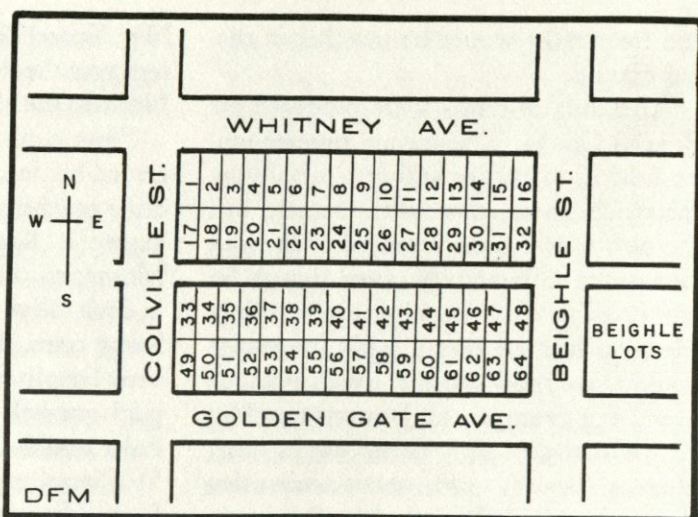 WHITNEY AVE.
N
W E
S
COLVILLE ST.
1 2 3 4 5 6 7 8 9 10 11 12 13 14 15 16
17 18 19 20 21 22 23 24 25 26 27 28 29 30 31 32
33 34 35 36 37 38 39 40 41 42 43 44 45 46 47 48
49 50 51 52 53 54 55 56 57 58 59 60 61 62 63 64
BEIGHLE ST.
BEIGHLE
LOTS
GOLDEN GATE AVE.
DFM